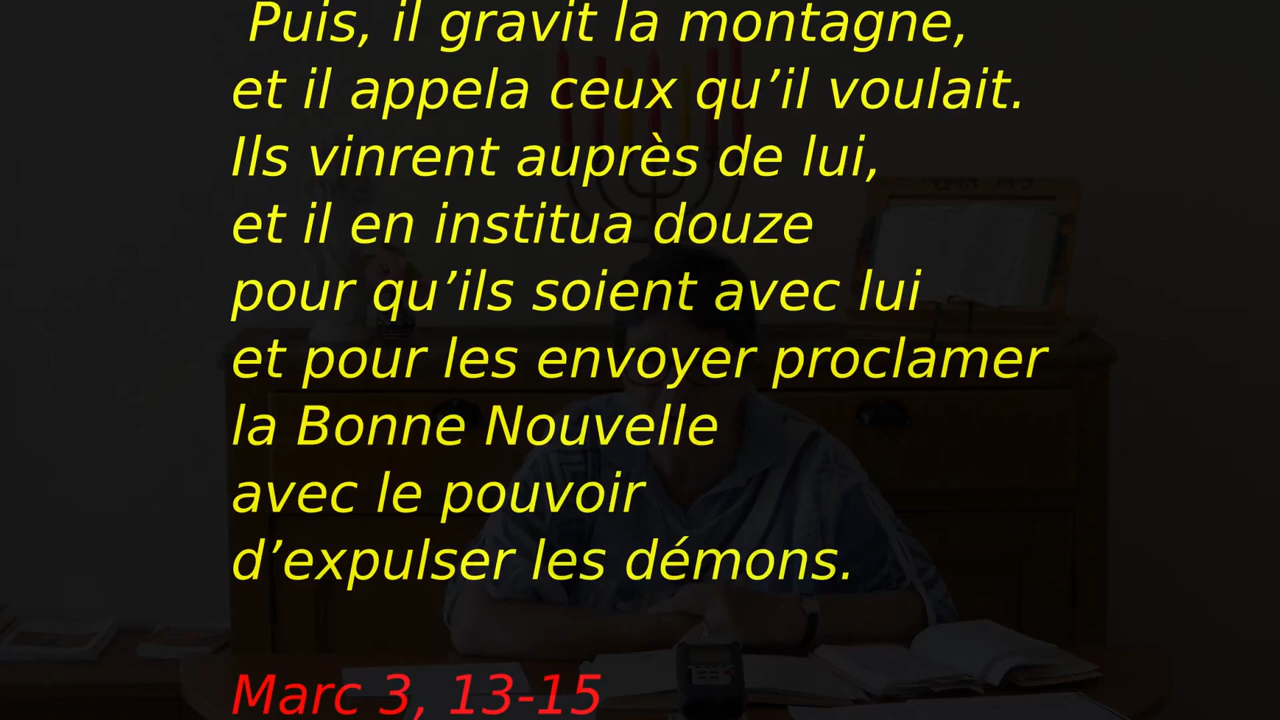 Puis, il gravit la montagne,
et il appela ceux qu’il voulait.
Ils vinrent auprès de lui,
et il en institua douze
pour qu’ils soient avec lui
et pour les envoyer proclamer
la Bonne Nouvelle
avec le pouvoir
d’expulser les démons.
Marc 3, 13-15